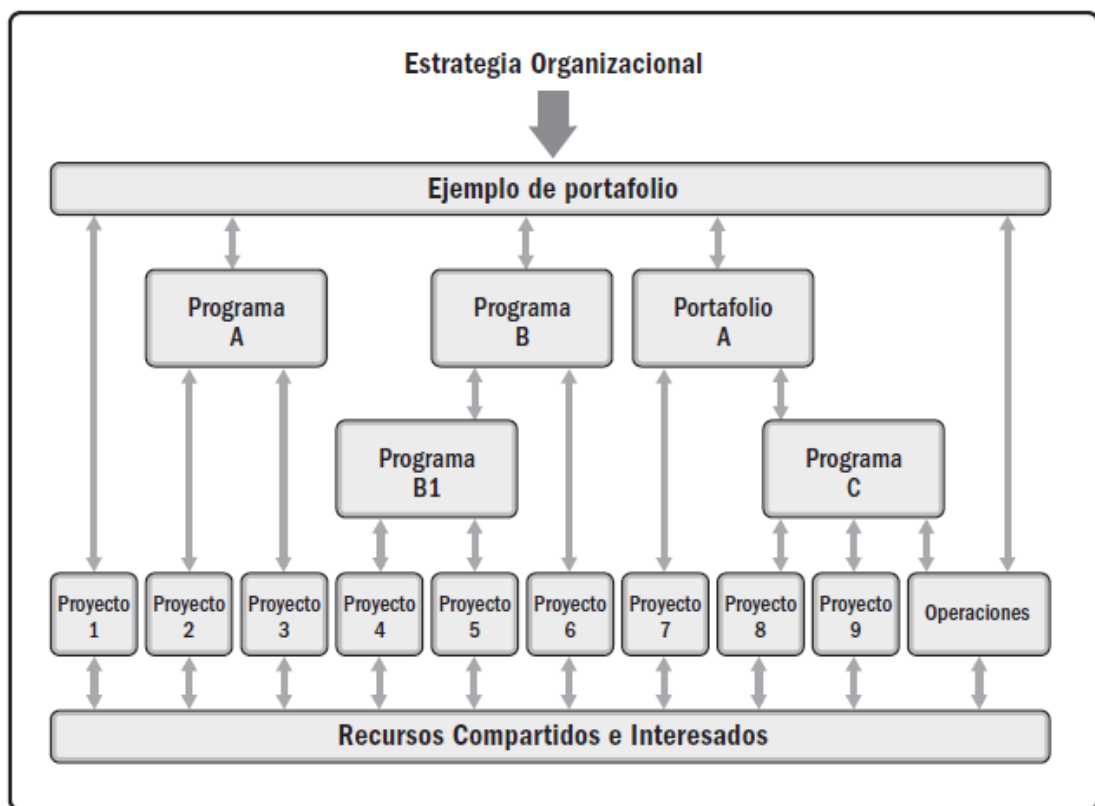 Estrategia Organizacional
Ejemplo de portafolio
Programa
A
Programa
B
Portafolio
A
Programa
B1
Programa
C
Proyecto
1
Proyecto
2
Proyecto
3
Proyecto
4
Proyecto
5
Proyecto
6
Proyecto
7
Proyecto
8
Proyecto
9
Operaciones
Recursos Compartidos e Interesados